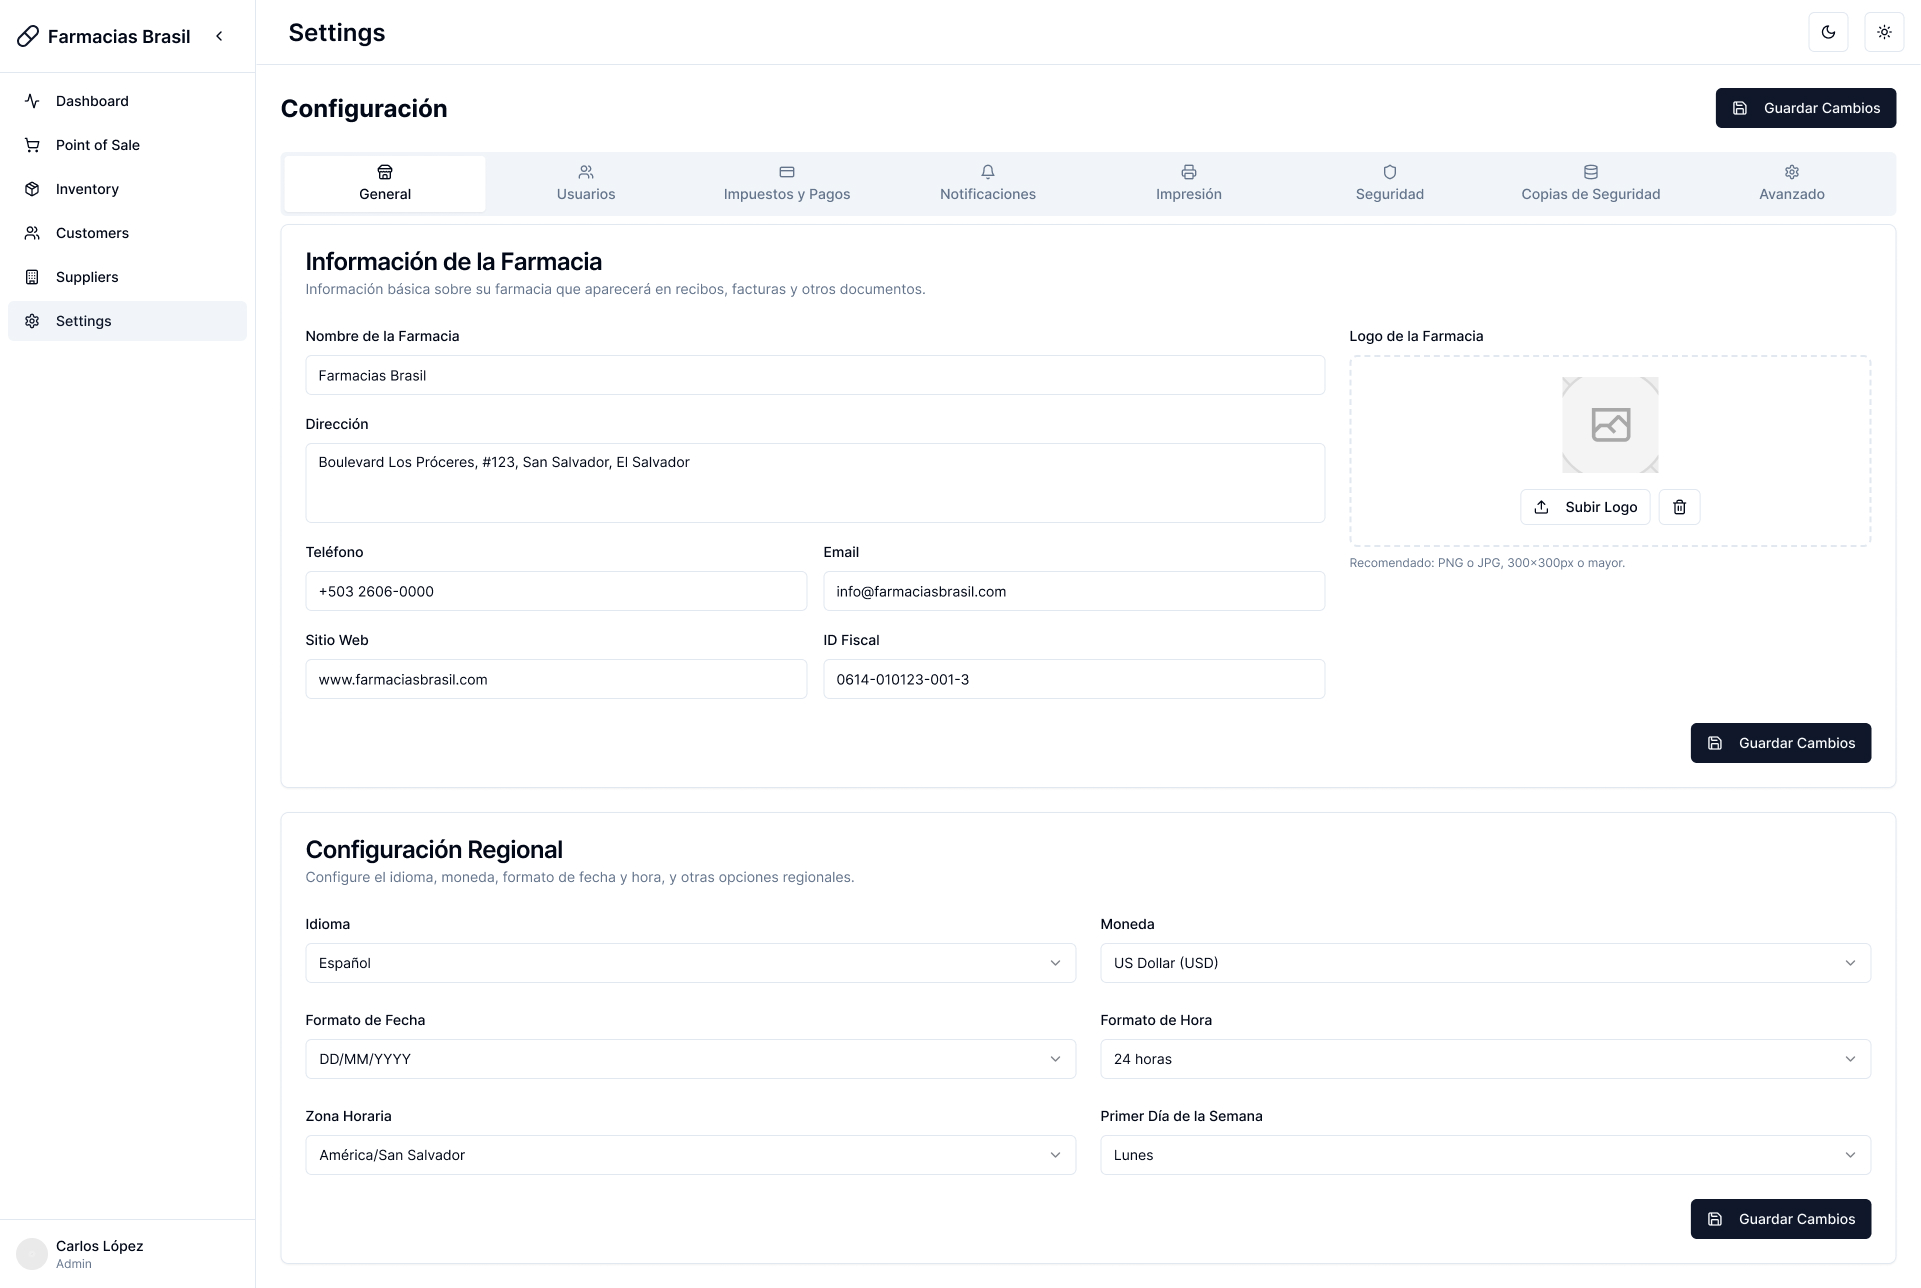 Farmacias Brasil
Dashboard
Point of Sale
Inventory
Customers
Suppliers
Settings
Carlos López
Admin
Settings
Configuración
Guardar Cambios
General
Usuarios
Impuestos y Pagos
Notificaciones
Impresión
Seguridad
Copias de Seguridad
Avanzado
Información de la Farmacia
Información básica sobre su farmacia que aparecerá en recibos, facturas y otros documentos.
Nombre de la Farmacia
Farmacias Brasil
Dirección
Boulevard Los Próceres, #123, San Salvador, El Salvador
Teléfono
+503 2606-0000
Email
info@farmaciasbrasil.com
Sitio Web
www.farmaciasbrasil.com
ID Fiscal
0614-010123-001-3
Logo de la Farmacia
Subir Logo
Recomendado: PNG o JPG, 300×300px o mayor.
Guardar Cambios
Configuración Regional
Configure el idioma, moneda, formato de fecha y hora, y otras opciones regionales.
Idioma
Español
Moneda
US Dollar (USD)
Formato de Fecha
DD/MM/YYYY
Formato de Hora
24 horas
Zona Horaria
América/San Salvador
Primer Día de la Semana
Lunes
Guardar Cambios